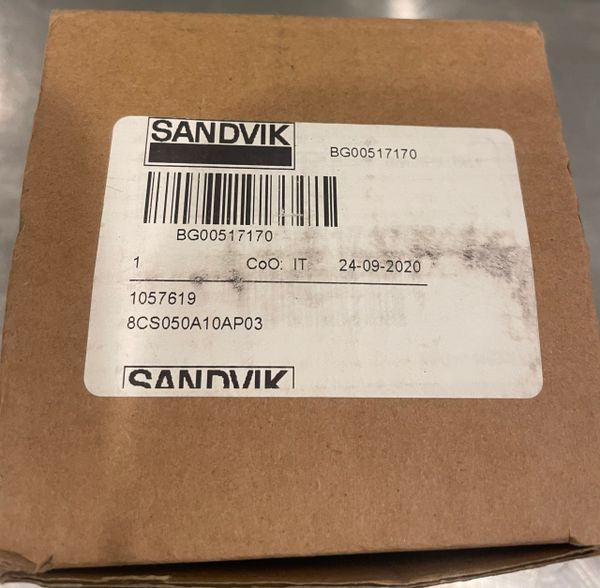 SANDVIK
BG00517170
BG00517170
1 CoO: IT 24-09-2020
1057619
8CS050A10AP03
SANDVIK